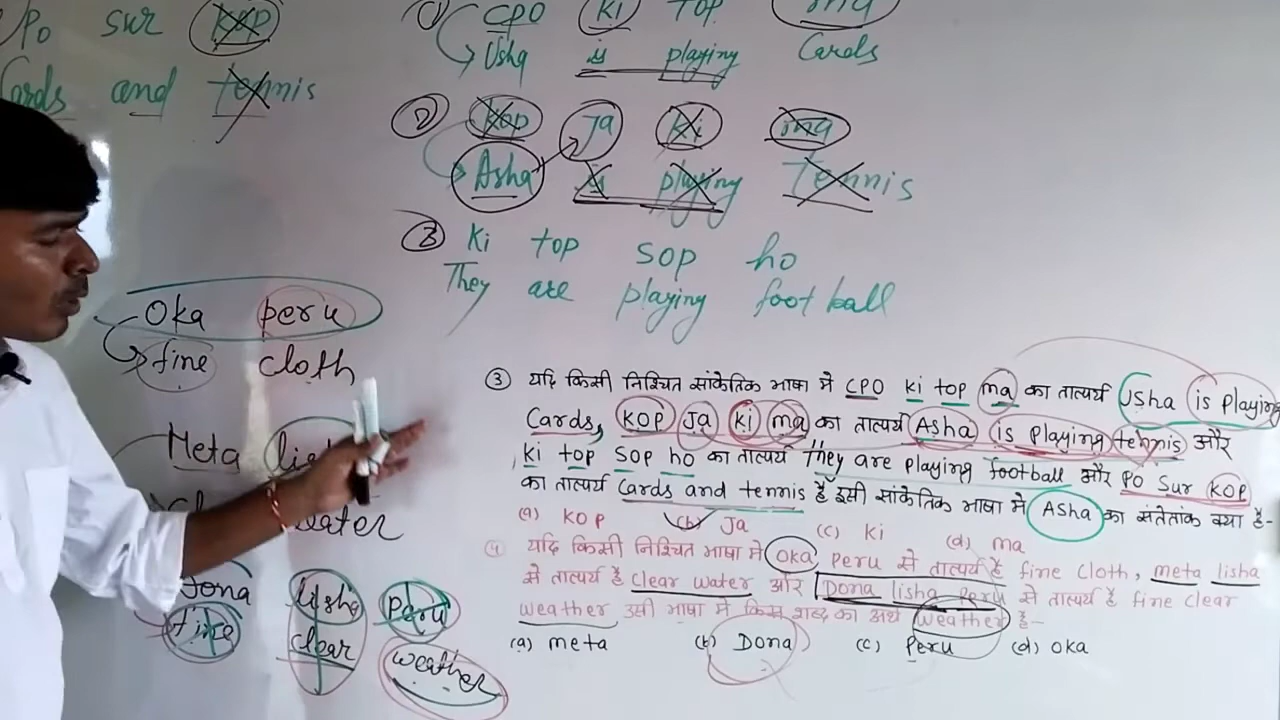 Po sur KOP
Cards and tennis
① CPO Ki TOP ma
Usha is playing Cards
② Kop Ja Ki ma
Asha is playing Tennis
③ Ki top sop ho
They are playing football
Oka peru
fine cloth
Meta
water
Dona lisha Peru
fine clear weather
③ यदि किसी निश्चित सांकेतिक भाषा में CPO ki top ma का तात्पर्य Usha is playing
Cards, KOP Ja ki ma का तात्पर्य Asha is playing tennis और
ki top Sop ho का तात्पर्य They are playing football और PO Sur KOP
का तात्पर्य Cards and tennis है इसी सांकेतिक भाषा में Asha का संतेतांक क्या है-
(a) KOP (b) Ja (c) Ki (d) ma
४ यदि किसी निश्चित भाषा में Oka Peru से तात्पर्य है fine Cloth, meta lisha
से तात्पर्य है Clear water और Dona lisha Peru से तात्पर्य है fine Clear
weather उसी भाषा में किस शब्द का अर्थ weather है-
(a) meta (b) Dona (c) Peru (d) oka